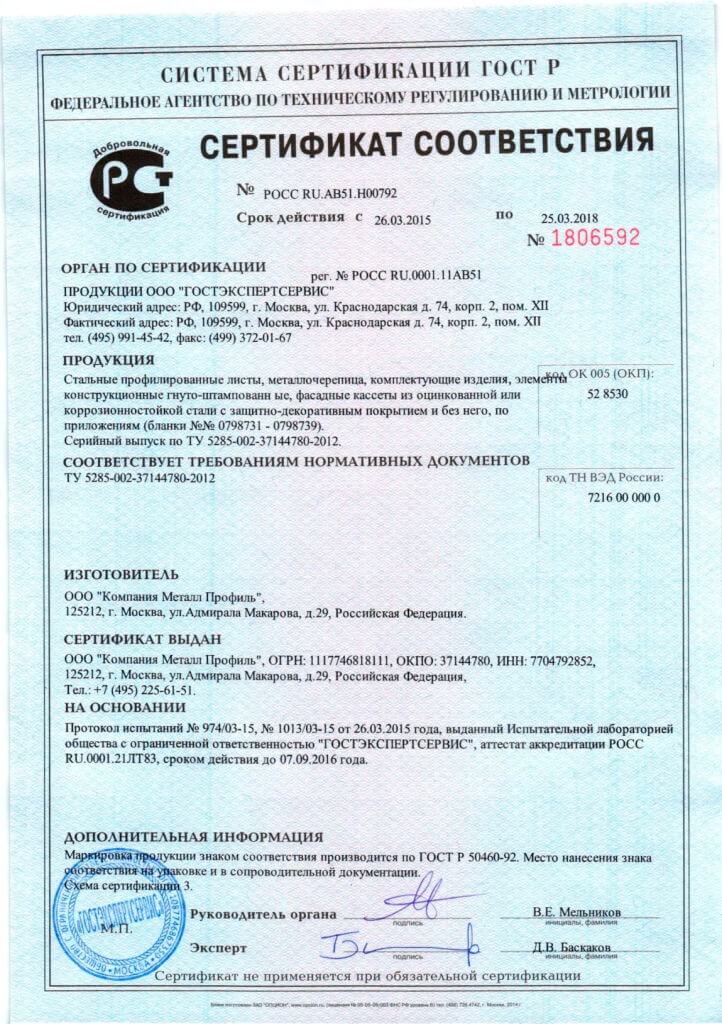 СИСТЕМА СЕРТИФИКАЦИИ ГОСТ Р
ФЕДЕРАЛЬНОЕ АГЕНТСТВО ПО ТЕХНИЧЕСКОМУ РЕГУЛИРОВАНИЮ И МЕТРОЛОГИИ
Добровольная
РСТ
сертификация
СЕРТИФИКАТ СООТВЕТСТВИЯ
№ РОСС RU.АВ51.Н00792
Срок действия с 26.03.2015 по 25.03.2018
№ 1806592
ОРГАН ПО СЕРТИФИКАЦИИ рег. № РОСС RU.0001.11АВ51
ПРОДУКЦИИ ООО "ГОСТЭКСПЕРТСЕРВИС"
Юридический адрес: РФ, 109599, г. Москва, ул. Краснодарская д. 74, корп. 2, пом. XII
Фактический адрес: РФ, 109599, г. Москва, ул. Краснодарская д. 74, корп. 2, пом. XII
тел. (495) 991-45-42, факс: (499) 372-01-67
ПРОДУКЦИЯ
Стальные профилированные листы, металлочерепица, комплектующие изделия, элементы
конструкционные гнуто-штампованн ые, фасадные кассеты из оцинкованной или
коррозионностойкой стали с защитно-декоративным покрытием и без него, по
приложениям (бланки №№ 0798731 - 0798739).
Серийный выпуск по ТУ 5285-002-37144780-2012.
код ОК 005 (ОКП):
52 8530
СООТВЕТСТВУЕТ ТРЕБОВАНИЯМ НОРМАТИВНЫХ ДОКУМЕНТОВ
ТУ 5285-002-37144780-2012
код ТН ВЭД России:
7216 00 000 0
ИЗГОТОВИТЕЛЬ
ООО "Компания Металл Профиль",
125212, г. Москва, ул.Адмирала Макарова, д.29, Российская Федерация.
СЕРТИФИКАТ ВЫДАН
ООО "Компания Металл Профиль", ОГРН: 1117746818111, ОКПО: 37144780, ИНН: 7704792852,
125212, г. Москва, ул.Адмирала Макарова, д.29, Российская Федерация,
Тел.: +7 (495) 225-61-51.
НА ОСНОВАНИИ
Протокол испытаний № 974/03-15, № 1013/03-15 от 26.03.2015 года, выданный Испытательной лабораторией
общества с ограниченной ответственностью "ГОСТЭКСПЕРТСЕРВИС", аттестат аккредитации РОСС
RU.0001.21ЛТ83, сроком действия до 07.09.2016 года.
ДОПОЛНИТЕЛЬНАЯ ИНФОРМАЦИЯ
Маркировка продукции знаком соответствия производится по ГОСТ Р 50460-92. Место нанесения знака
соответствия на упаковке и в сопроводительной документации.
Схема сертификации 3.
ГОСТЭКСПЕРТСЕРВИС
МОСКВА
М.П.
Руководитель органа В.Е. Мельников
подпись инициалы, фамилия
Эксперт Д.В. Баскаков
подпись инициалы, фамилия
Сертификат не применяется при обязательной сертификации